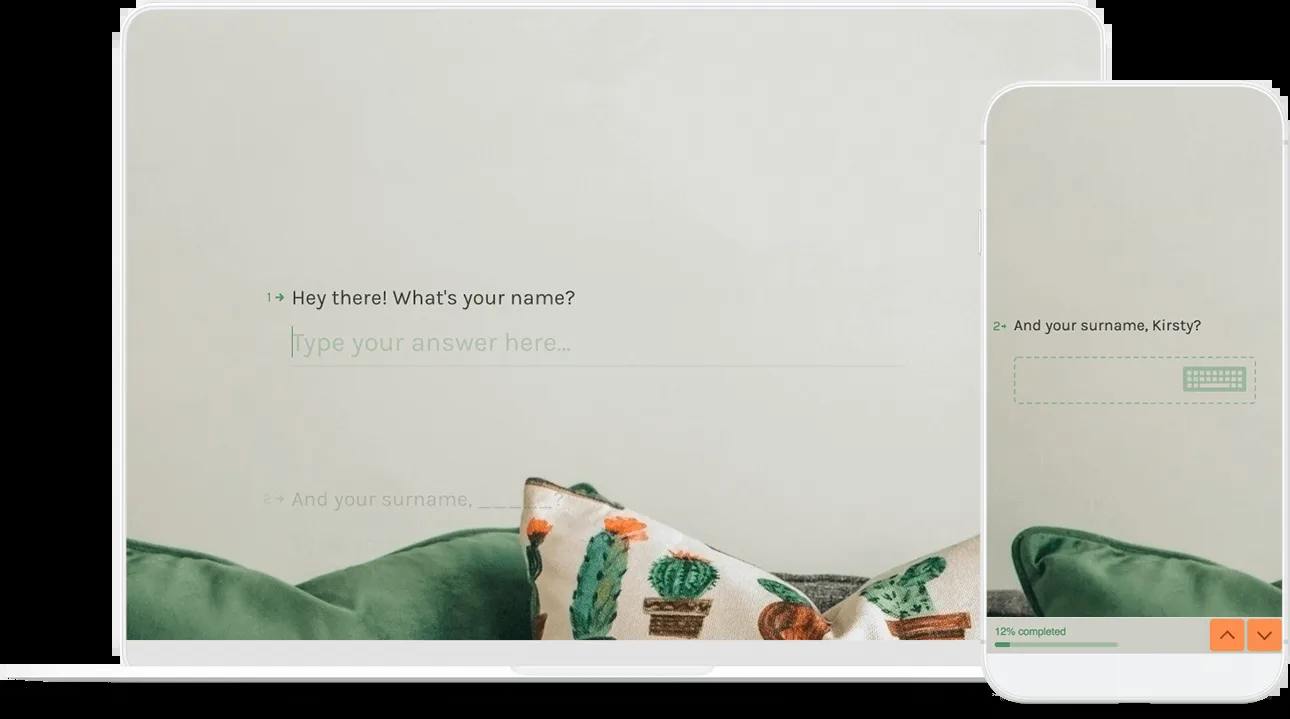 1→ Hey there! What's your name?
Type your answer here...
2→ And your surname, ______?
2→ And your surname, Kirsty?
12% completed